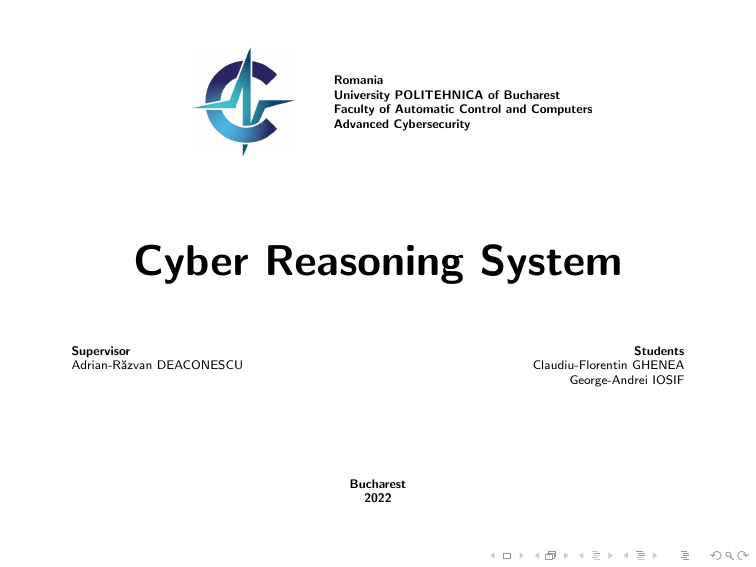 Romania
University POLITEHNICA of Bucharest
Faculty of Automatic Control and Computers
Advanced Cybersecurity
Cyber Reasoning System
Supervisor
Adrian-Răzvan DEACONESCU
Students
Claudiu-Florentin GHENEA
George-Andrei IOSIF
Bucharest
2022